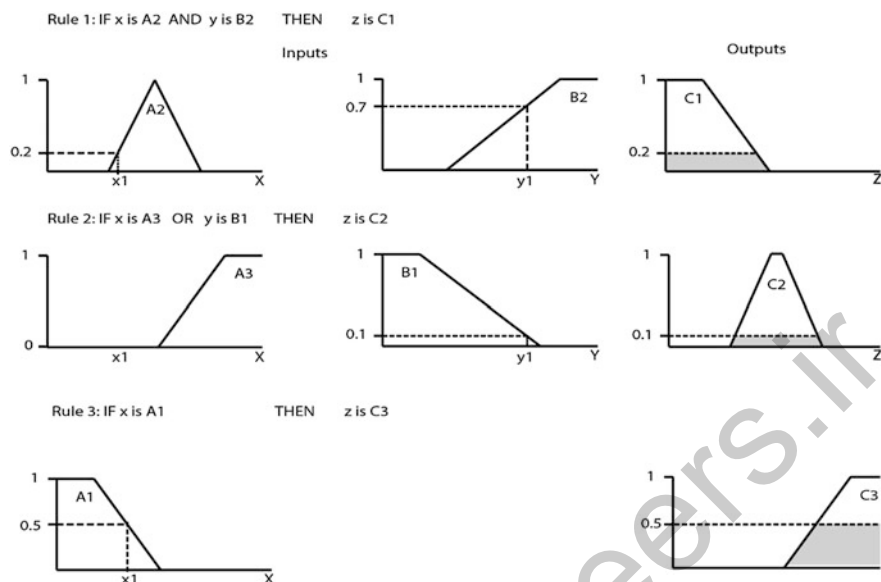 Rule 1: IF x is A2 AND y is B2 THEN z is C1
Inputs
Outputs
1
A2
0.2
x1
X
1
0.7
B2
y1
Y
1
C1
0.2
Z
Rule 2: IF x is A3 OR y is B1 THEN z is C2
1
A3
0
x1
X
1
B1
0.1
y1
Y
1
C2
0.1
Z
Rule 3: IF x is A1 THEN z is C3
1
A1
0.5
x1
X
1
C3
0.5
eers.ir